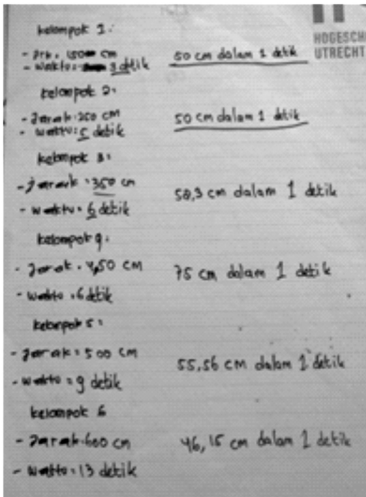 HOGESCH
UTRECHT
kelompok 1:
- Jrk: 150 cm
- waktu: 3 detik
50 cm dalam 1 detik
kelompok 2:
- Jarak: 250 cm
- waktu: 5 detik
50 cm dalam 1 detik
kelompok 3:
- Jarak: 350 cm
- waktu: 6 detik
58,3 cm dalam 1 detik
kelompok 4:
- Jarak: 4,50 cm
- waktu: 6 detik
75 cm dalam 1 detik
kelompok 5:
- Jarak: 500 cm
- waktu: 9 detik
55,56 cm dalam 1 detik
kelompok 6
- Jarak: 600 cm
- waktu: 13 detik
46,15 cm dalam 1 detik